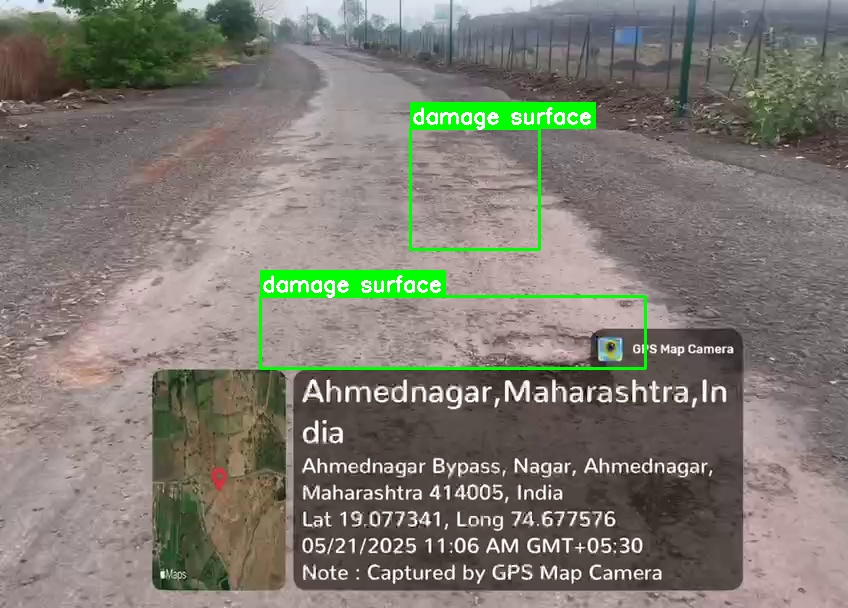 damage surface
damage surface
GPS Map Camera
Ahmednagar,Maharashtra,In
dia
Ahmednagar Bypass, Nagar, Ahmednagar,
Maharashtra 414005, India
Lat 19.077341, Long 74.677576
05/21/2025 11:06 AM GMT+05:30
Note : Captured by GPS Map Camera
Maps